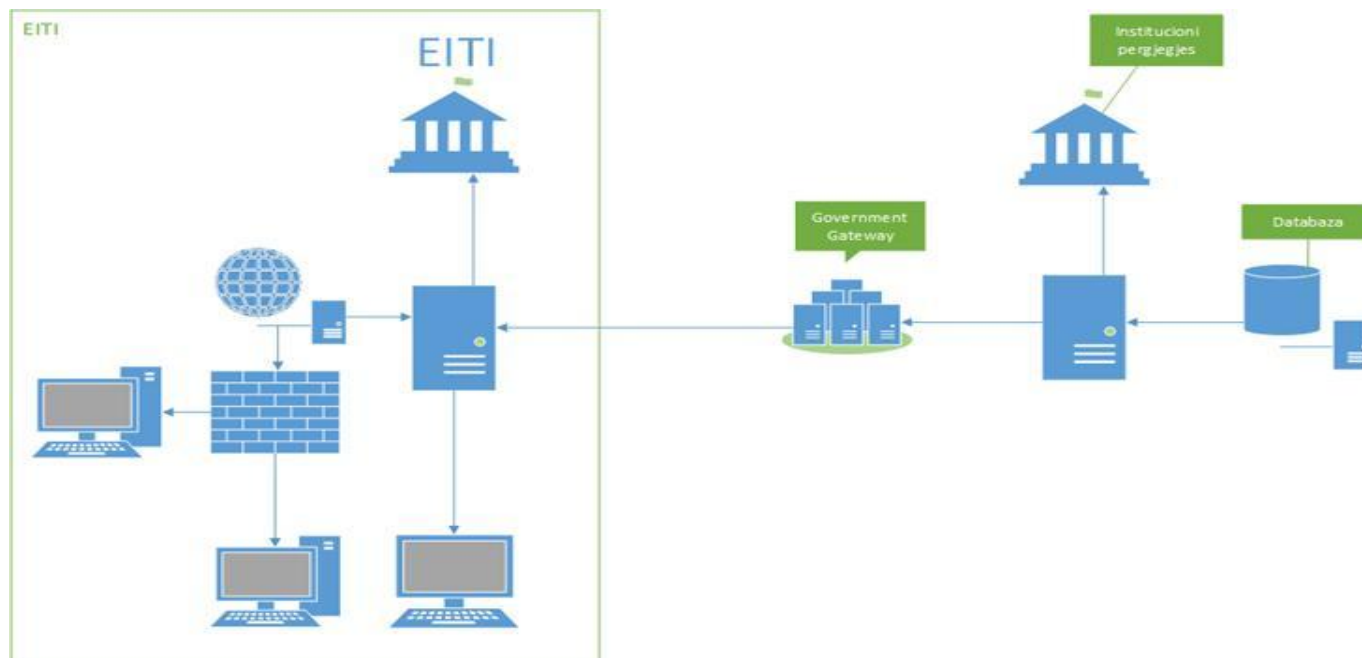 EITI
EITI
Institucioni
pergjegjes
Government
Gateway
Databaza